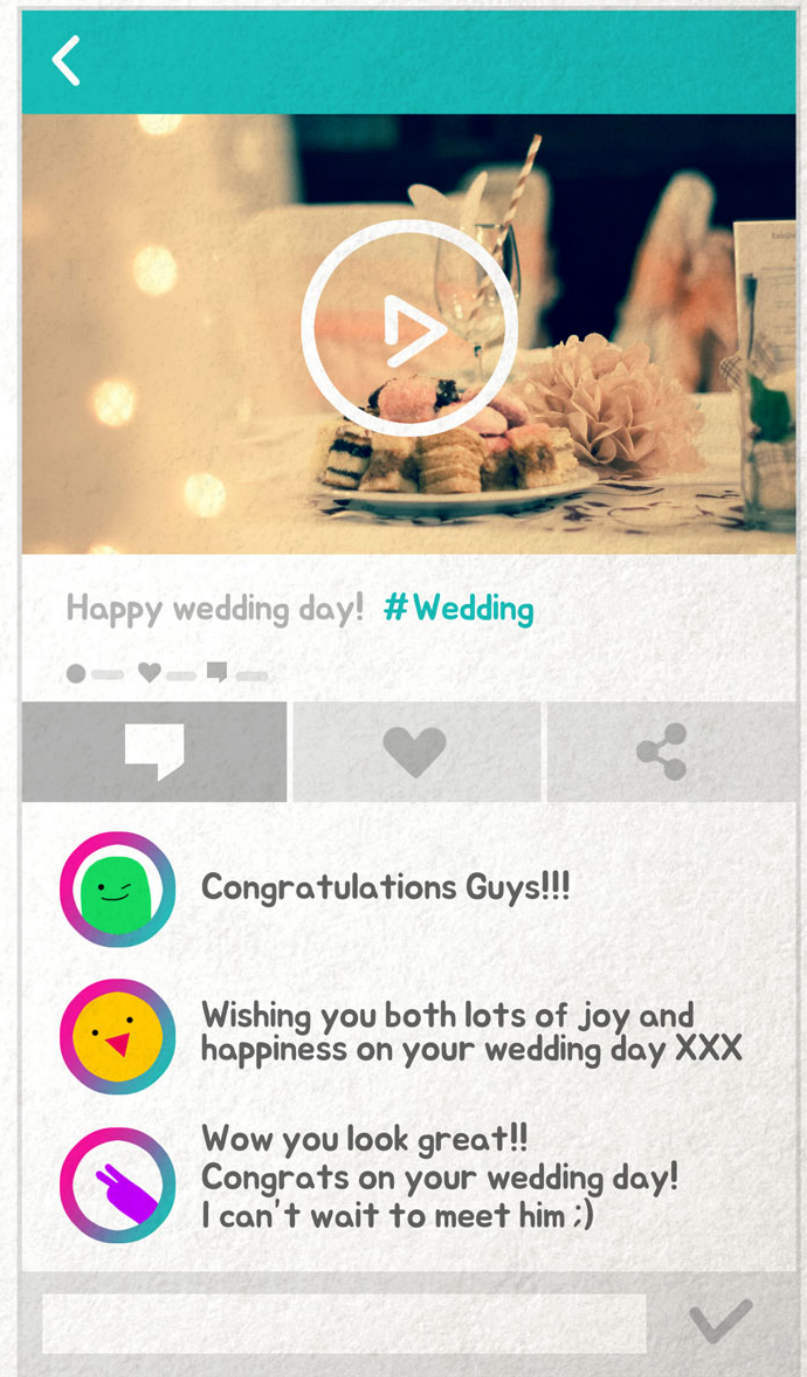 Happy wedding day! #Wedding
Congratulations Guys!!!
Wishing you both lots of joy and
happiness on your wedding day XXX
Wow you look great!!
Congrats on your wedding day!
I can't wait to meet him ;)